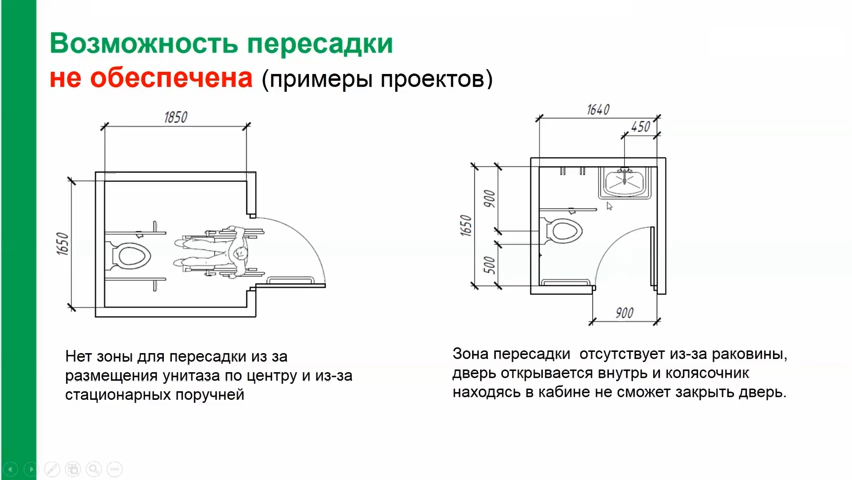 Возможность пересадки
не обеспечена (примеры проектов)
1850
1650
Нет зоны для пересадки из за
размещения унитаза по центру и из-за
стационарных поручней
1640
450
1650
900
500
900
Зона пересадки отсутствует из-за раковины,
дверь открывается внутрь и колясочник
находясь в кабине не сможет закрыть дверь.